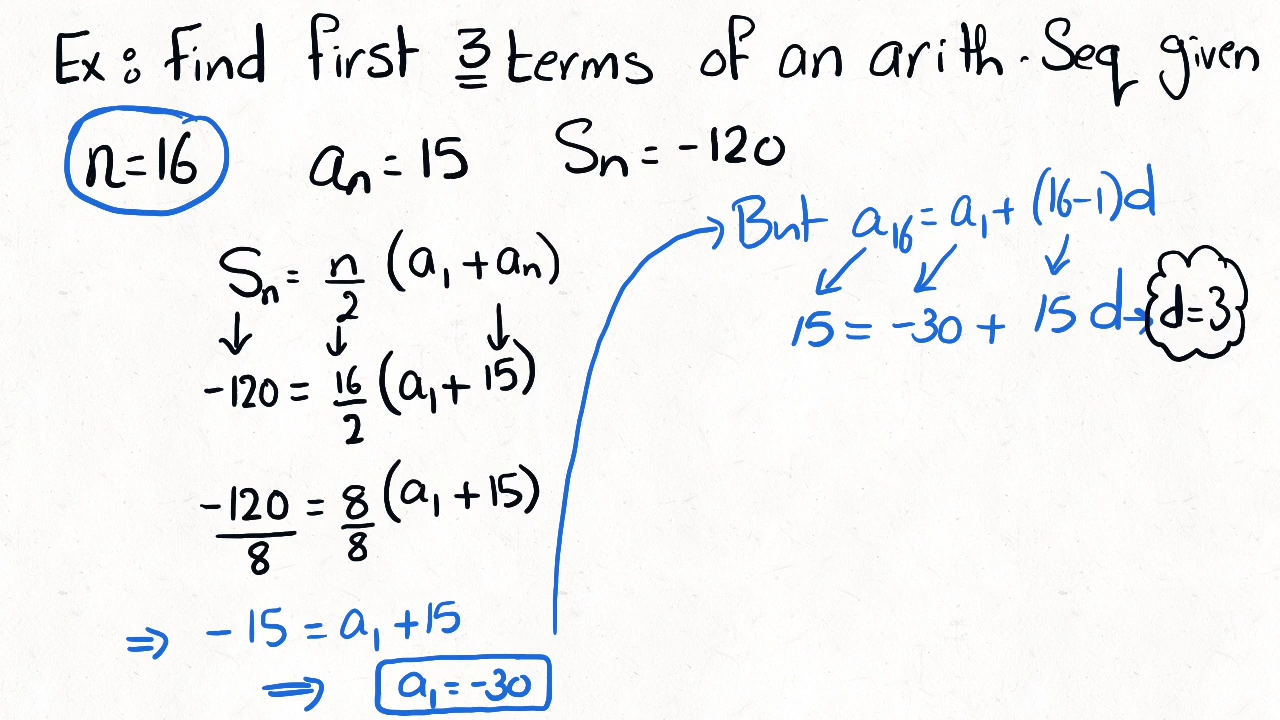 Ex: Find first 3 terms of an arith. Seq given
n=16 aₙ = 15 Sₙ = -120
Sₙ = n/2 (a₁ + aₙ)
-120 = 16/2 (a₁ + 15)
-120/8 = 8/8 (a₁ + 15)
⇒ -15 = a₁ + 15
⇒ a₁ = -30
→ But a₁₆ = a₁ + (16-1)d
15 = -30 + 15 d → d=3